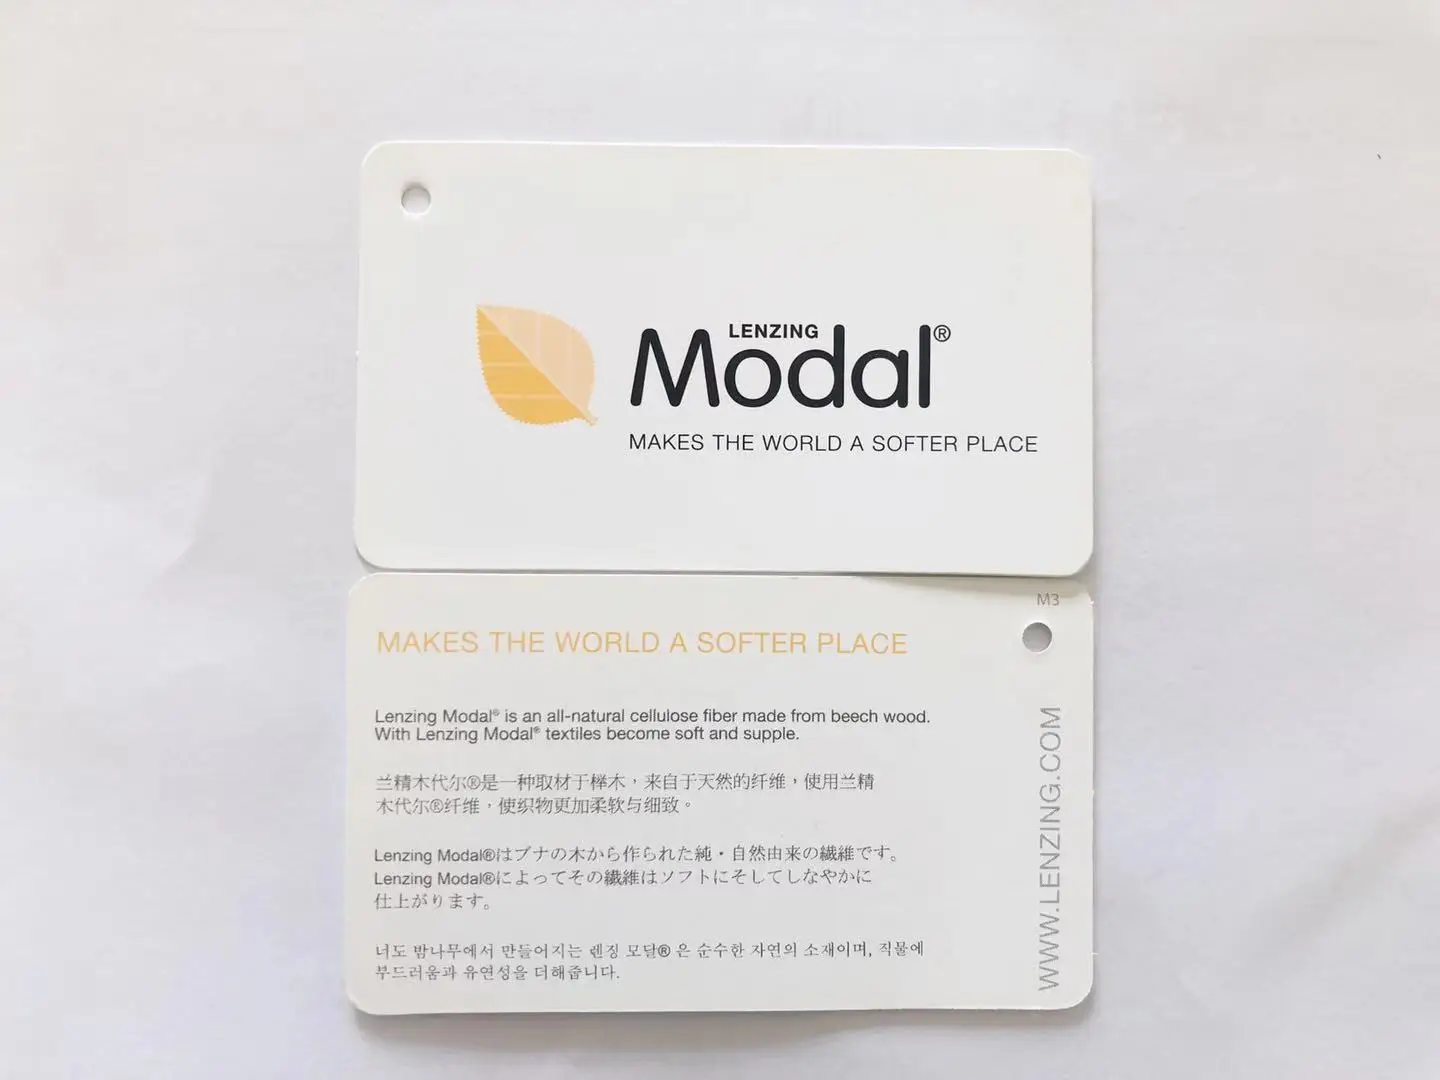 LENZING
Modal®
MAKES THE WORLD A SOFTER PLACE
M3
MAKES THE WORLD A SOFTER PLACE
Lenzing Modal® is an all-natural cellulose fiber made from beech wood.
With Lenzing Modal® textiles become soft and supple.
兰精木代尔®是一种取材于榉木，来自于天然的纤维，使用兰精
木代尔®纤维，使织物更加柔软与细致。
Lenzing Modal®はブナの木から作られた純・自然由来の繊維です。
Lenzing Modal®によってその繊維はソフトにそしてしなやかに
仕上がります。
너도 밤나무에서 만들어지는 렌징 모달® 은 순수한 자연의 소재이며, 직물에
부드러움과 유연성을 더해줍니다.
WWW.LENZING.COM